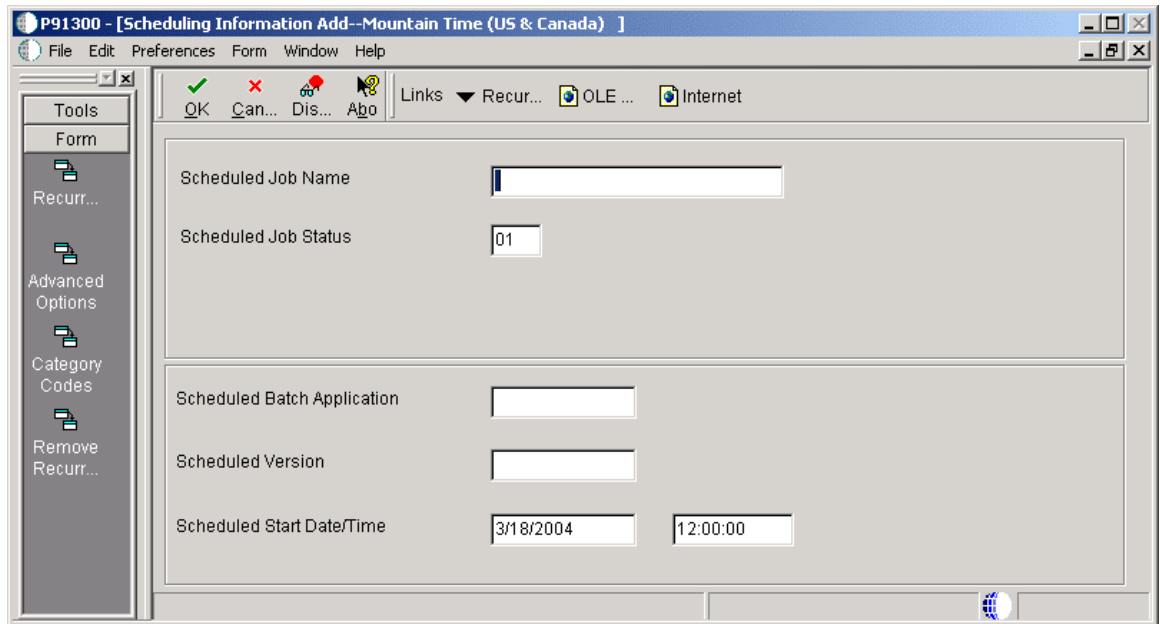 P91300 - [Scheduling Information Add--Mountain Time (US & Canada) ]
File Edit Preferences Form Window Help
OK Can... Dis... Abo Links Recur... OLE ... Internet
Tools
Form
Recurr...
Advanced
Options
Category
Codes
Remove
Recurr...
Scheduled Job Name
Scheduled Job Status 01
Scheduled Batch Application
Scheduled Version
Scheduled Start Date/Time 3/18/2004 12:00:00